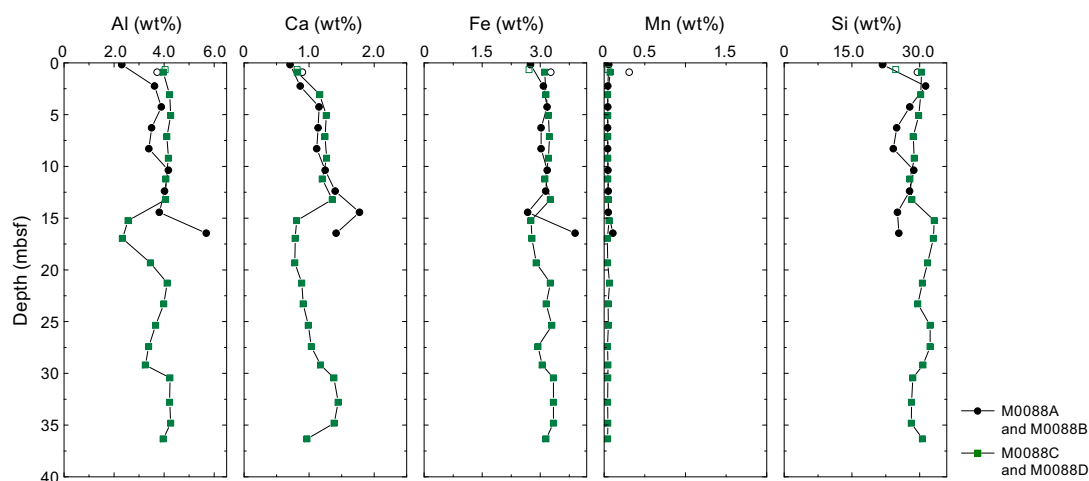 Al (wt%) Ca (wt%) Fe (wt%) Mn (wt%) Si (wt%)
0 2.0 4.0 6.0 0 1.0 2.0 0 3.0 0 0.5 1.5 0 15.0 30.0
0
5
10
15
20
25
30
35
40
Depth (mbsf)
M0088A
and M0088B
M0088C
and M0088D